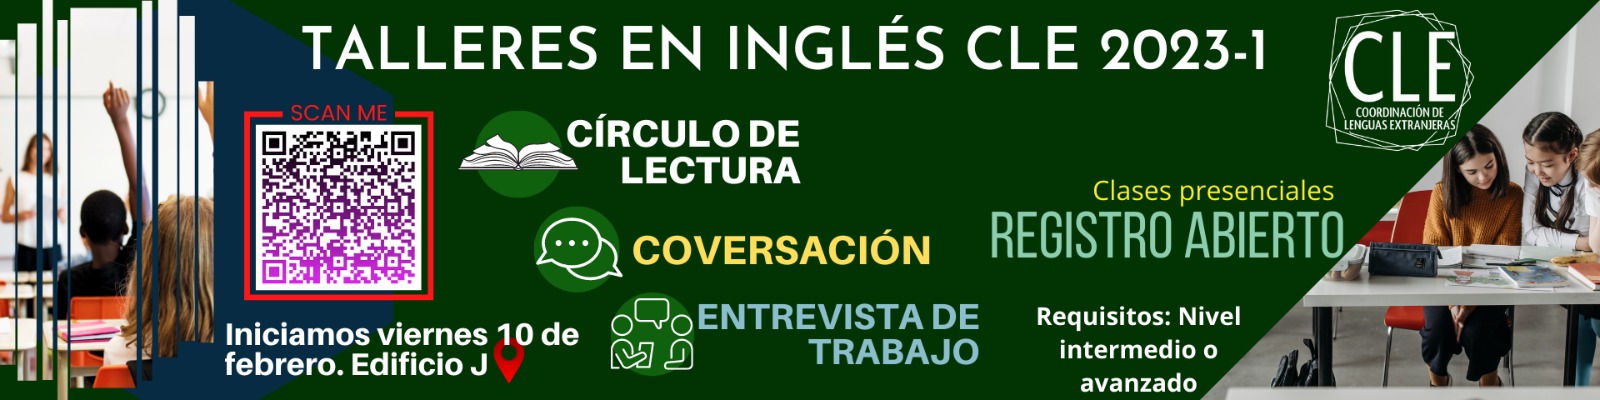 TALLERES EN INGLÉS CLE 2023-1
CLE
COORDINACIÓN DE
LENGUAS EXTRANJERAS
SCAN ME
CÍRCULO DE
LECTURA
COVERSACIÓN
ENTREVISTA DE
TRABAJO
Iniciamos viernes 10 de
febrero. Edificio J
Clases presenciales
REGISTRO ABIERTO
Requisitos: Nivel
intermedio o
avanzado